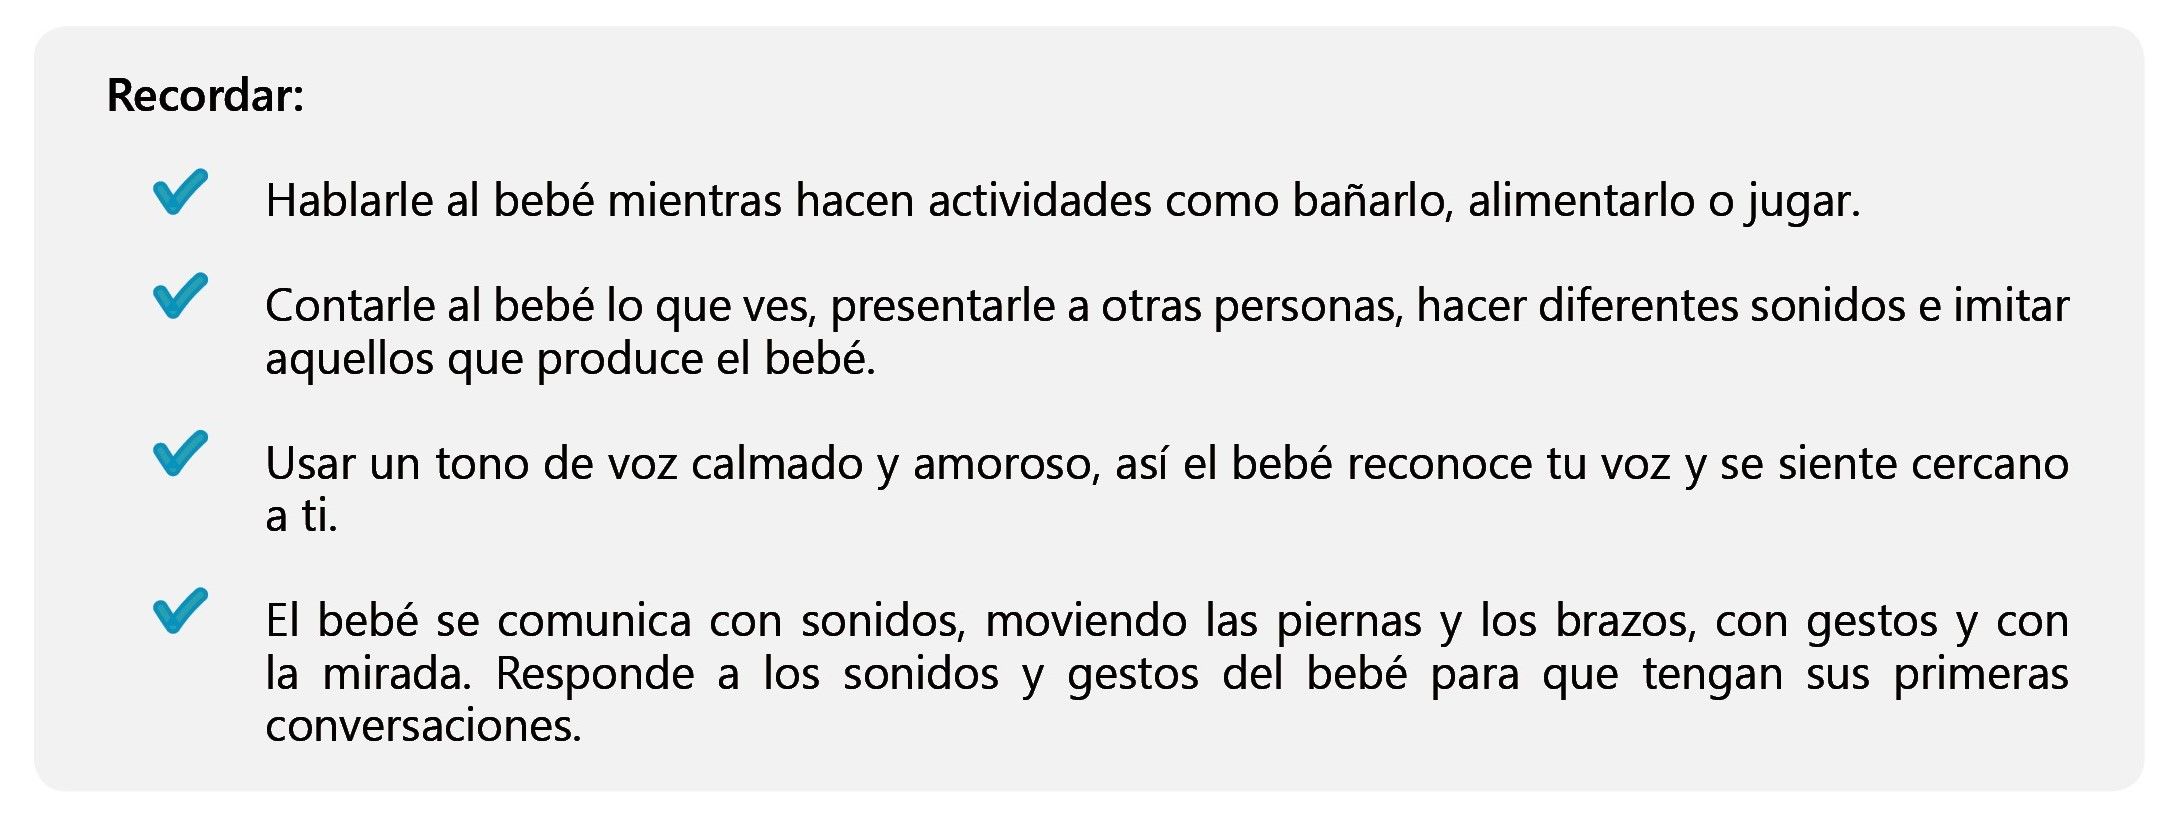 Recordar:
Hablarle al bebé mientras hacen actividades como bañarlo, alimentarlo o jugar.
Contarle al bebé lo que ves, presentarle a otras personas, hacer diferentes sonidos e imitar
aquellos que produce el bebé.
Usar un tono de voz calmado y amoroso, así el bebé reconoce tu voz y se siente cercano
a ti.
El bebé se comunica con sonidos, moviendo las piernas y los brazos, con gestos y con
la mirada. Responde a los sonidos y gestos del bebé para que tengan sus primeras
conversaciones.